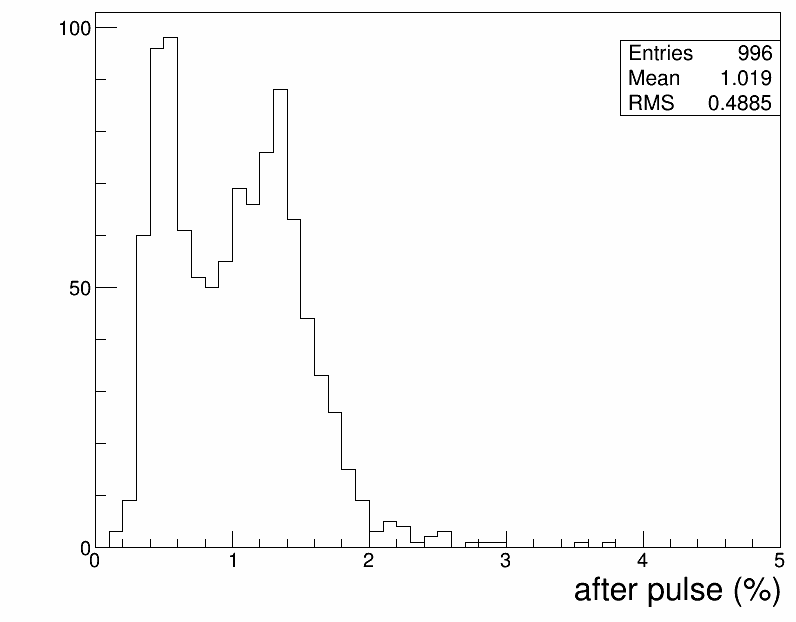 100
Entries 996
Mean 1.019
RMS 0.4885
50
0
0 1 2 3 4 5
after pulse (%)